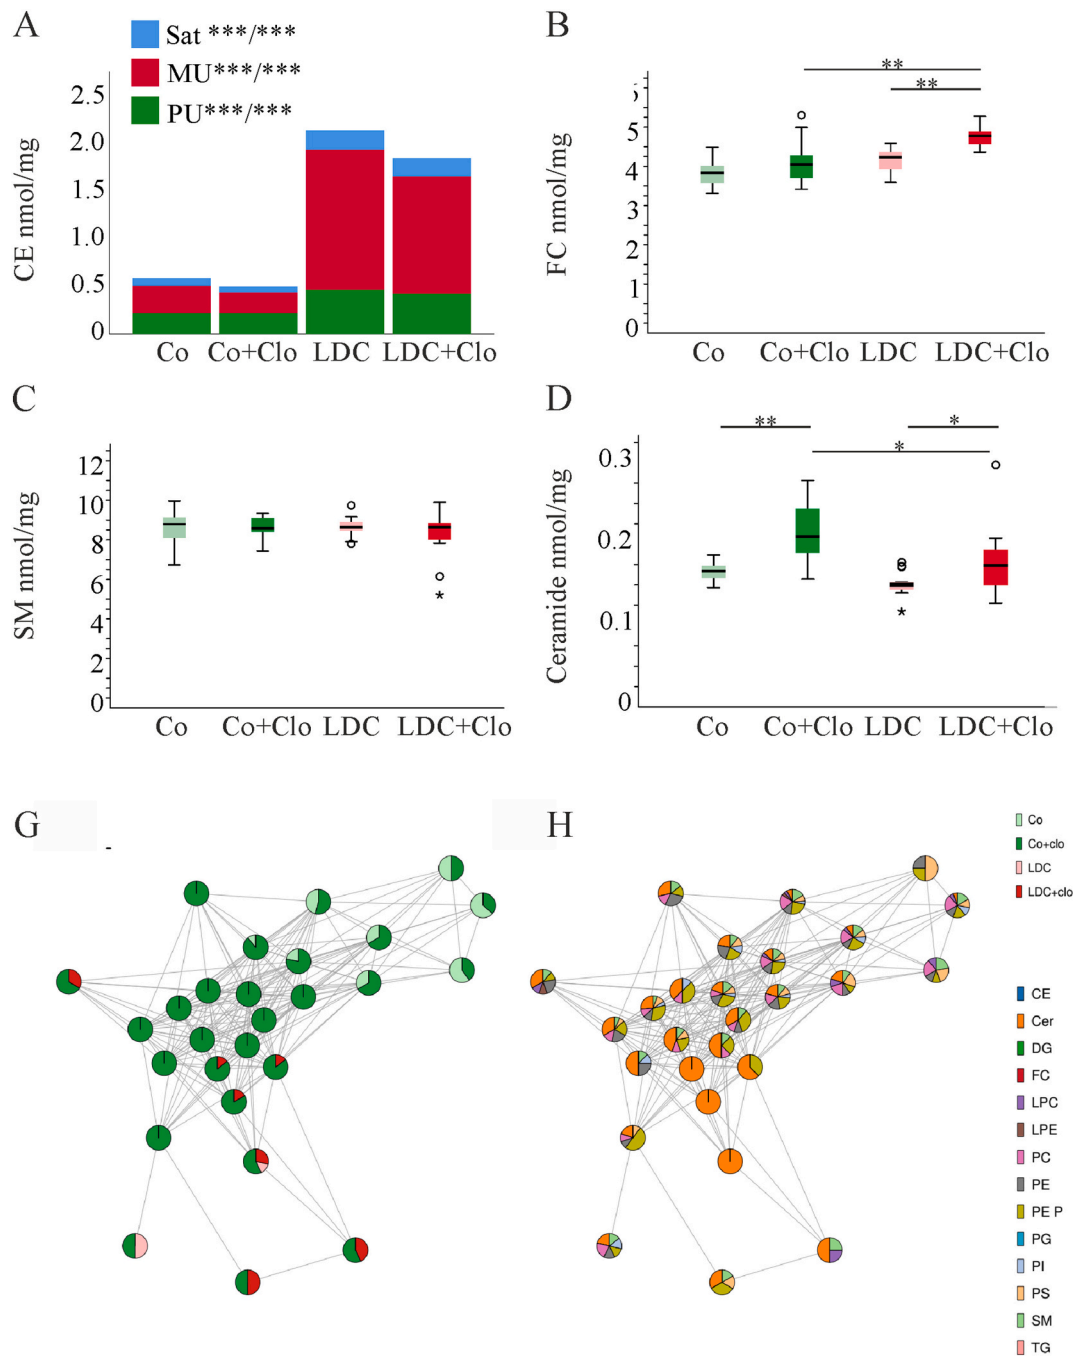 A
Sat ***/***
MU***/***
PU***/***
CE nmol/mg
2.5
2.0
1.5
1.0
0.5
0
Co Co+Clo LDC LDC+Clo
B
**
**
FC nmol/mg
5
4
3
2
1
0
Co Co+Clo LDC LDC+Clo
C
SM nmol/mg
12
10
8
6
4
2
0
*
Co Co+Clo LDC LDC+Clo
D
** *
*
Ceramide nmol/mg
0.3
0.2
0.1
0
*
Co Co+Clo LDC LDC+Clo
G
H
Co
Co+clo
LDC
LDC+clo
CE
Cer
DG
FC
LPC
LPE
PC
PE
PE P
PG
PI
PS
SM
TG